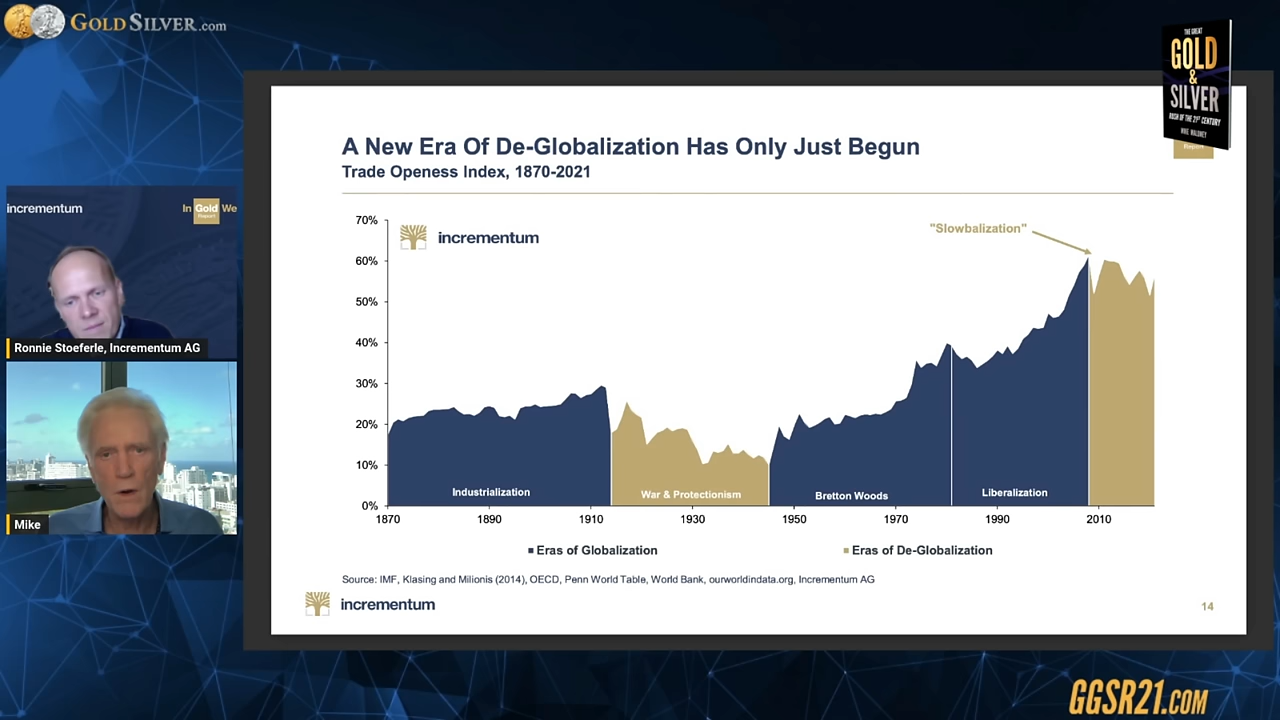 GOLDSILVER.COM
THE GREAT
GOLD
&
SILVER
RUSH OF THE 21ST CENTURY
MIKE MALONEY
Report
A New Era Of De-Globalization Has Only Just Begun
Trade Openess Index, 1870-2021
incrementum
In Gold We
Report
Ronnie Stoeferle, Incrementum AG
Mike
incrementum
"Slowbalization"
70%
60%
50%
40%
30%
20%
10%
0%
Industrialization
War & Protectionism
Bretton Woods
Liberalization
1870 1890 1910 1930 1950 1970 1990 2010
Eras of Globalization
Eras of De-Globalization
Source: IMF, Klasing and Milionis (2014), OECD, Penn World Table, World Bank, ourworldindata.org, Incrementum AG
incrementum
14
GGSR21.COM